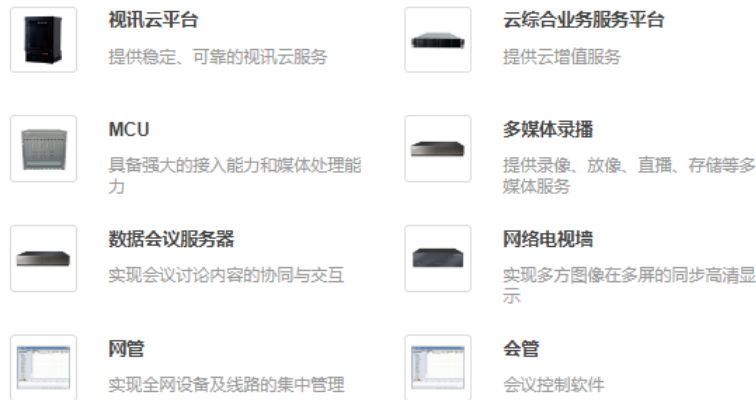 视讯云平台
提供稳定、可靠的视讯云服务
云综合业务服务平台
提供云增值服务
MCU
具备强大的接入能力和媒体处理能
力
多媒体录播
提供录像、放像、直播、存储等多
媒体服务
数据会议服务器
实现会议讨论内容的协同与交互
网络电视墙
实现多方图像在多屏的同步高清显
示
网管
实现全网设备及线路的集中管理
会管
会议控制软件